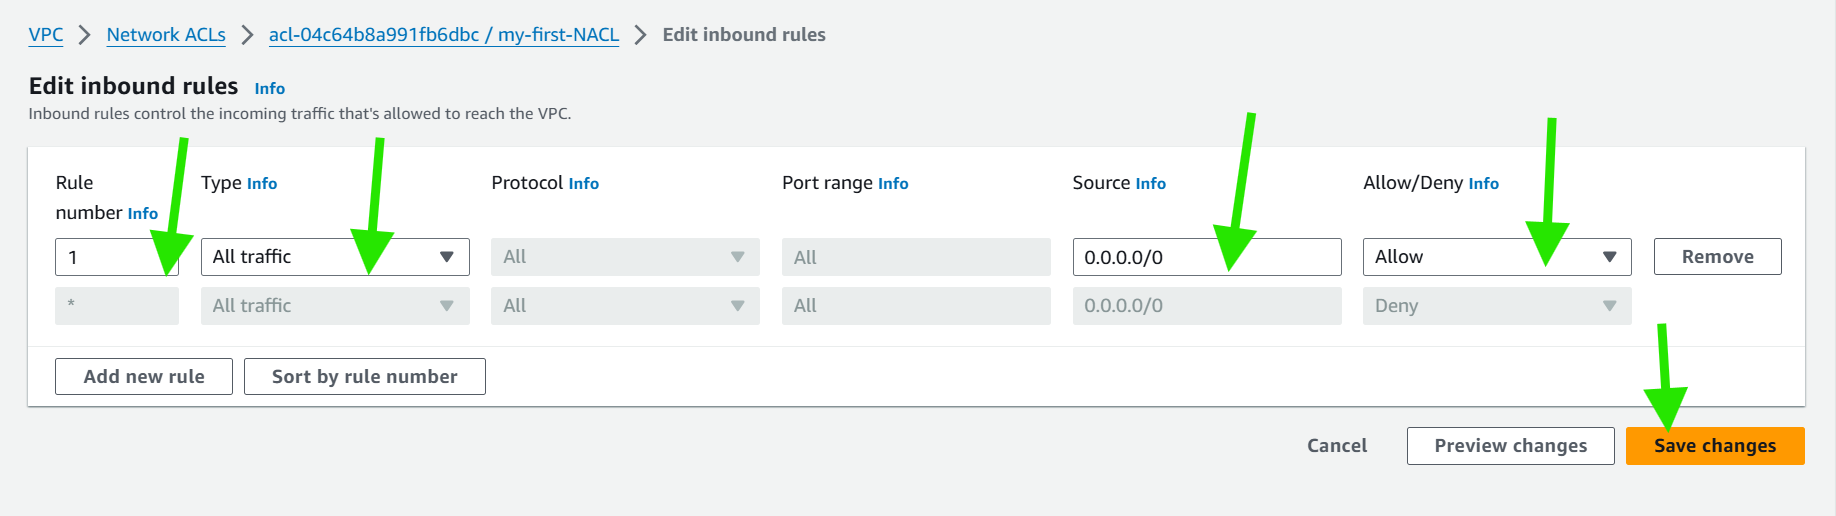 VPC > Network ACLs > acl-04c64b8a991fb6dbc / my-first-NACL > Edit inbound rules
Edit inbound rules Info
Inbound rules control the incoming traffic that's allowed to reach the VPC.
Rule number Info Type Info Protocol Info Port range Info Source Info Allow/Deny Info
1 All traffic All All 0.0.0.0/0 Allow Remove
* All traffic All All 0.0.0.0/0 Deny
Add new rule Sort by rule number
Cancel Preview changes Save changes